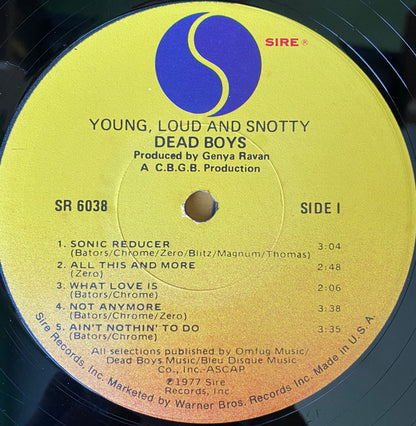 SIRE ®
YOUNG, LOUD AND SNOTTY
DEAD BOYS
Produced by Genya Ravan
A C.B.G.B. Production
SR 6038
SIDE I
1. SONIC REDUCER 3:04
(Bators/Chrome/Zero/Blitz/Magnum/Thomas)
2. ALL THIS AND MORE 2:48
(Zero)
3. WHAT LOVE IS 2:06
(Bators/Chrome)
4. NOT ANYMORE 3:38
(Bators/Chrome/Zero)
5. AIN'T NOTHIN' TO DO 3:35
(Bators/Chrome)
All selections published by Omfug Music/
Dead Boys Music/Bleu Disque Music
Co., Inc.-ASCAP
℗1977 Sire
Records, Inc.
Sire Records, Inc. Marketed by Warner Bros. Records Inc. Made in U.S.A.